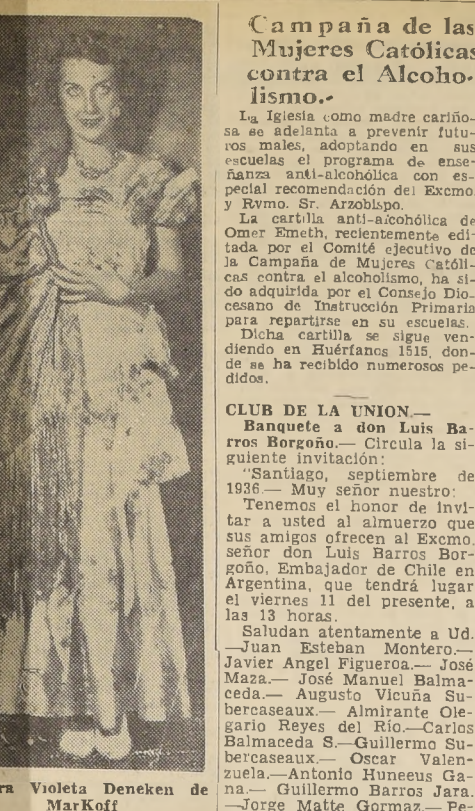 ra Violeta Deneken de
MarKoff
Campaña de las
Mujeres Católicas
contra el Alcoho-
lismo.-
La Iglesia como madre cariño-
sa se adelanta a prevenir futu-
ros males, adoptando en sus
escuelas el programa de ense-
ñanza anti-alcohólica con es-
pecial recomendación del Excmo
y Rvmo. Sr. Arzobispo.
La cartilla anti-alcohólica de
Omer Emeth, recientemente edi-
tada por el Comité ejecutivo de
la Campaña de Mujeres Católi-
cas contra el alcoholismo, ha si-
do adquirida por el Consejo Dio-
cesano de Instrucción Primaria
para repartirse en su escuelas.
Dicha cartilla se sigue ven-
diendo en Huérfanos 1515, don-
de se ha recibido numerosos pe-
didos.
CLUB DE LA UNION.—
Banquete a don Luis Ba-
rros Borgoño.— Circula la si-
guiente invitación:
"Santiago, septiembre de
1936.— Muy señor nuestro:
Tenemos el honor de invi-
tar a usted al almuerzo que
sus amigos ofrecen al Excmo.
señor don Luis Barros Bor-
goño, Embajador de Chile en
Argentina, que tendrá lugar
el viernes 11 del presente, a
las 13 horas.
Saludan atentamente a Ud.
—Juan Esteban Montero.—
Javier Angel Figueroa.— José
Maza.— José Manuel Balma-
ceda.— Augusto Vicuña Su-
bercaseaux.— Almirante Ole-
gario Reyes del Río.—Carlos
Balmaceda S.—Guillermo Su-
bercaseaux.— Oscar Valen-
zuela.—Antonio Huneeus Ga-
na.— Guillermo Barros Jara.
—Jorge Matte Gormaz.— Pe-